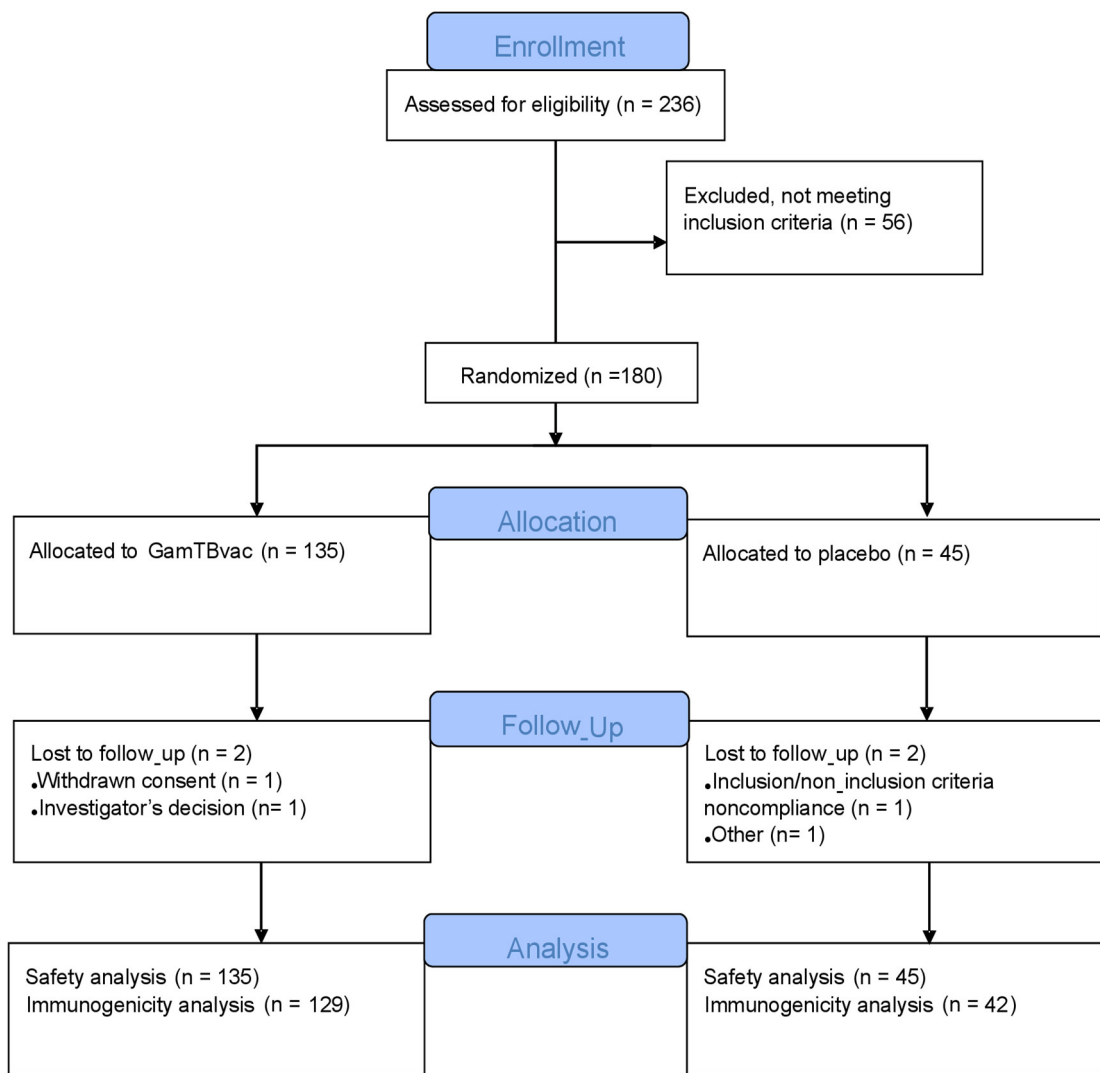 Enrollment
Assessed for eligibility (n = 236)
Excluded, not meeting
inclusion criteria (n = 56)
Randomized (n =180)
Allocation
Allocated to GamTBvac (n = 135)
Allocated to placebo (n = 45)
Follow_Up
Lost to follow_up (n = 2)
•Withdrawn consent (n = 1)
•Investigator’s decision (n= 1)
Lost to follow_up (n = 2)
•Inclusion/non_inclusion criteria
noncompliance (n = 1)
•Other (n= 1)
Analysis
Safety analysis (n = 135)
Immunogenicity analysis (n = 129)
Safety analysis (n = 45)
Immunogenicity analysis (n = 42)